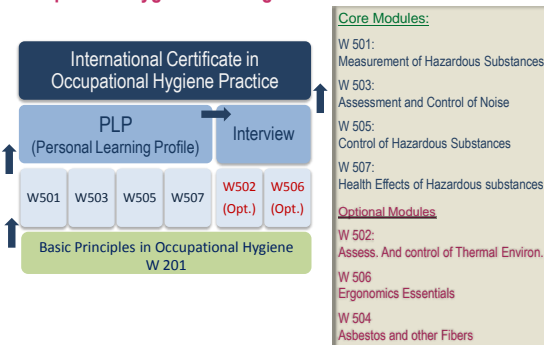 International Certificate in
Occupational Hygiene Practice
PLP
(Personal Learning Profile)
Interview
W501
W503
W505
W507
W502
(Opt.)
W506
(Opt.)
Basic Principles in Occupational Hygiene
W 201
Core Modules:
W 501:
Measurement of Hazardous Substances
W 503:
Assessment and Control of Noise
W 505:
Control of Hazardous Substances
W 507:
Health Effects of Hazardous substances
Optional Modules
W 502:
Assess. And control of Thermal Environ.
W 506
Ergonomics Essentials
W 504
Asbestos and other Fibers